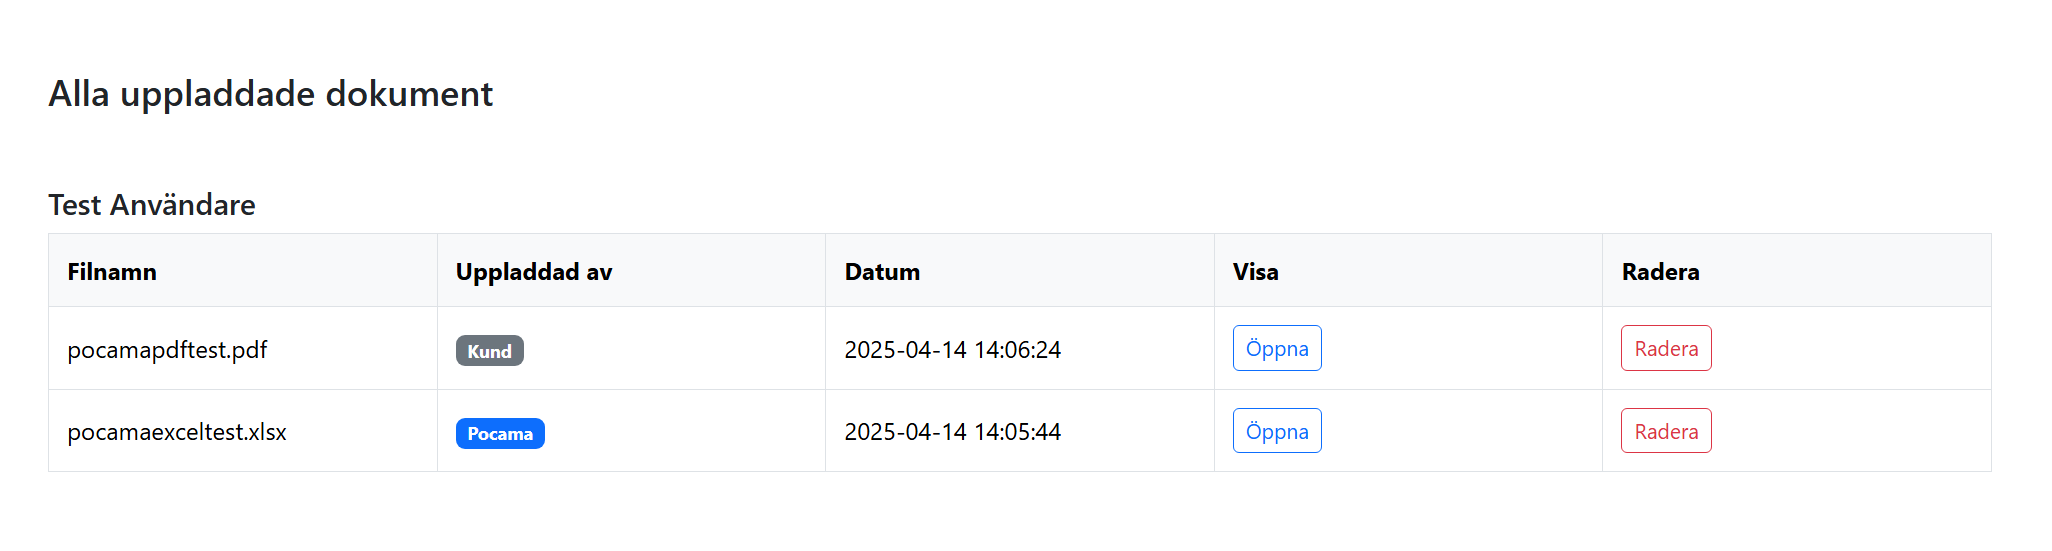 Alla uppladdade dokument
Test Användare
Filnamn Uppladdad av Datum Visa Radera
pocamapdftest.pdf Kund 2025-04-14 14:06:24 Öppna Radera
pocamaexceltest.xlsx Pocama 2025-04-14 14:05:44 Öppna Radera